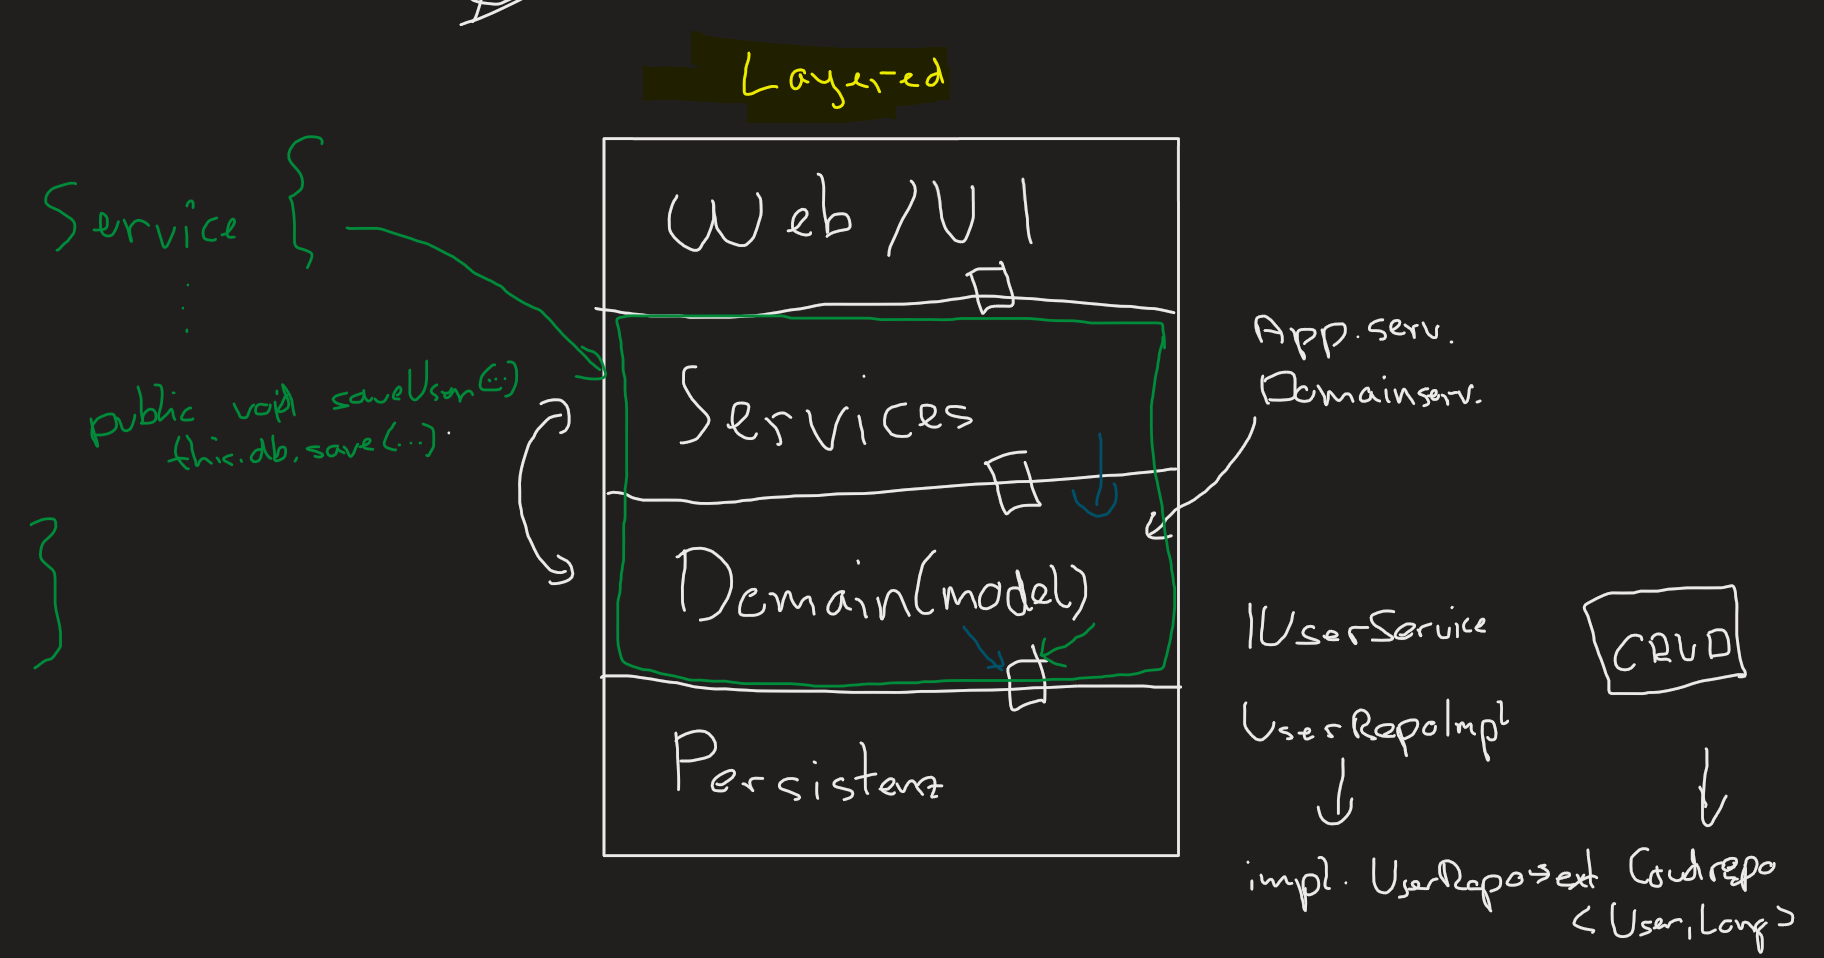 Layered
Service {
public void saveUser(...)
this.db.save(...).
}
Web/UI
Services
Domain(model)
Persistenz
App.serv.
Domainserv.
IUserService
UserRepoImpl
impl. UserRepo → ext Crudrepo
<User, Long>
CRUD